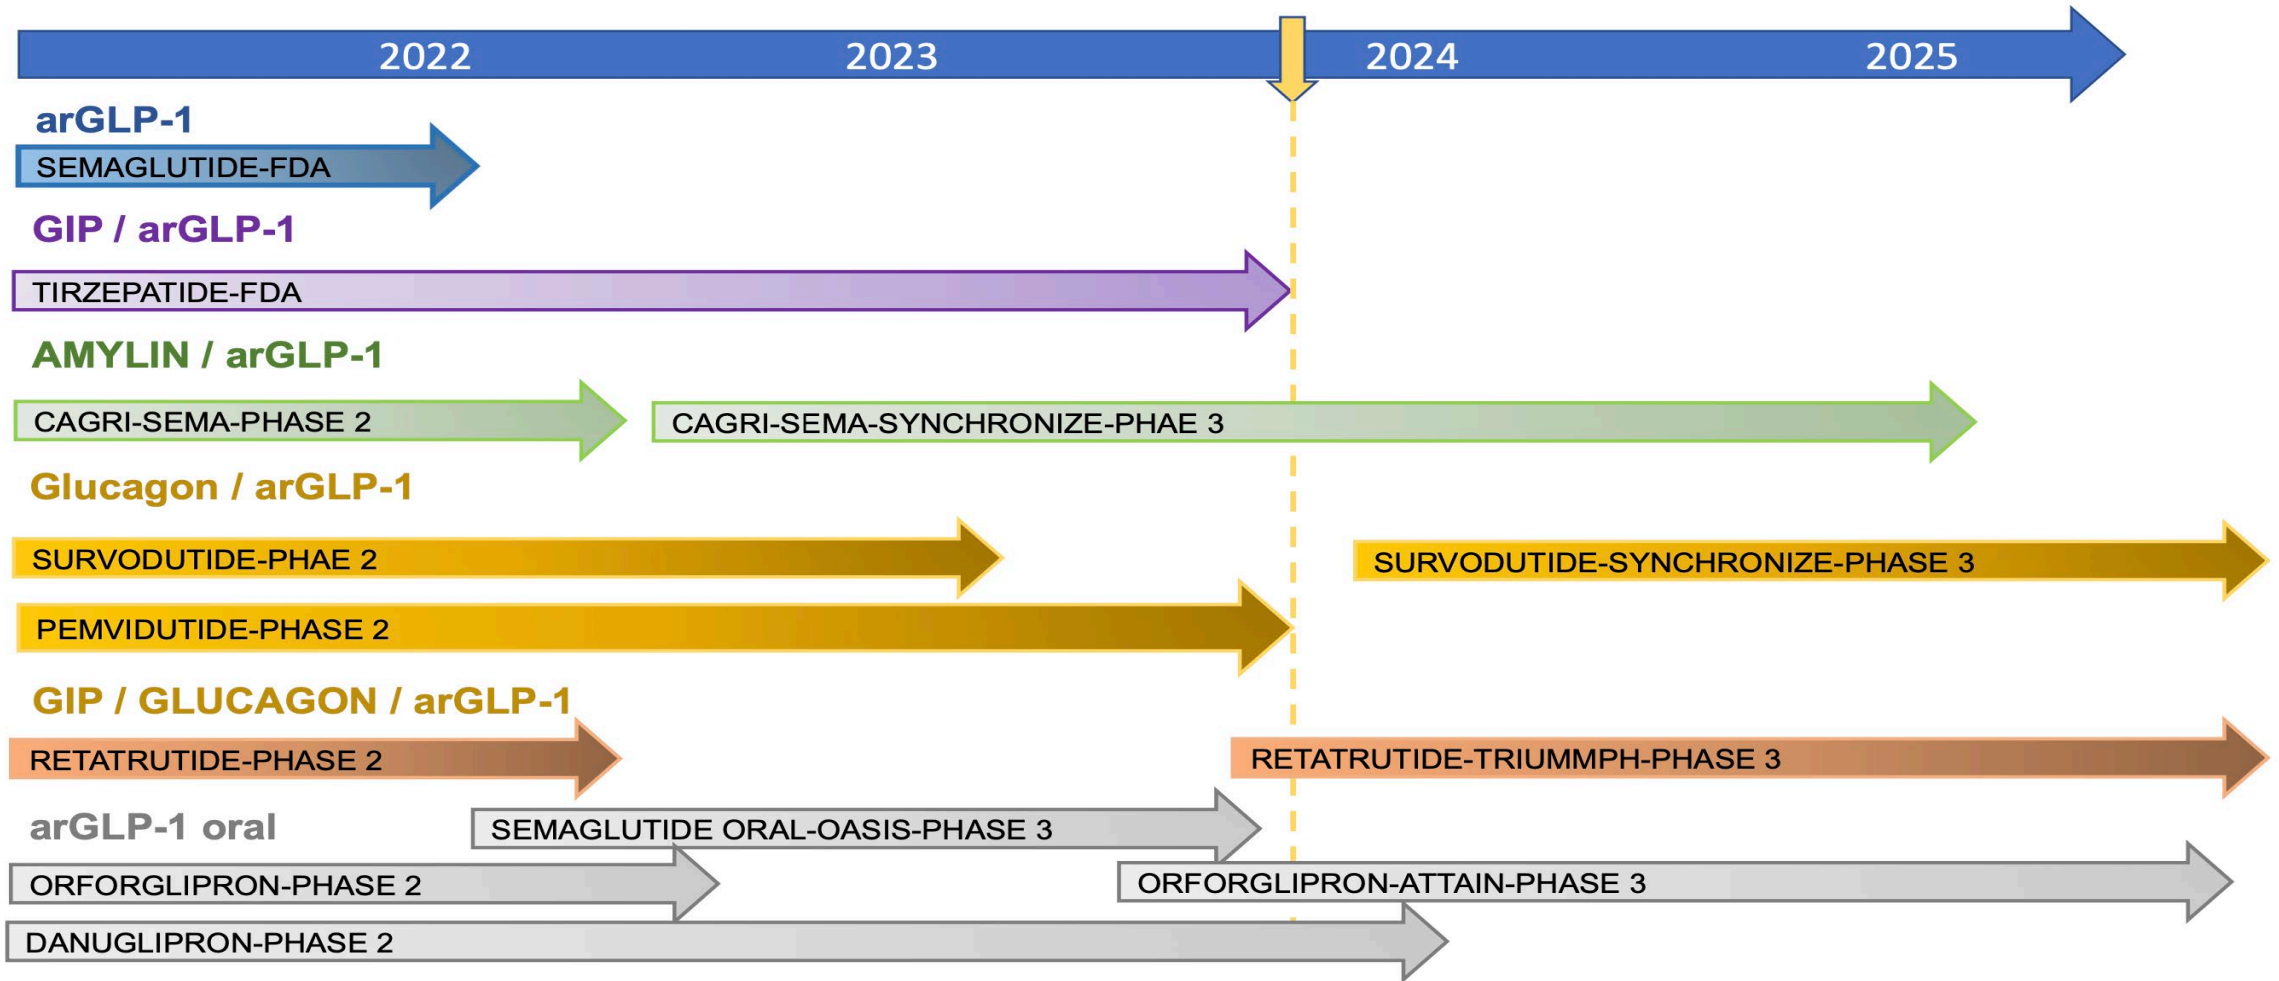 2022 2023 2024 2025
arGLP-1
SEMAGLUTIDE-FDA
GIP / arGLP-1
TIRZEPATIDE-FDA
AMYLIN / arGLP-1
CAGRI-SEMA-PHASE 2 CAGRI-SEMA-SYNCHRONIZE-PHAE 3
Glucagon / arGLP-1
SURVODUTIDE-PHAE 2 SURVODUTIDE-SYNCHRONIZE-PHASE 3
PEMVIDUTIDE-PHASE 2
GIP / GLUCAGON / arGLP-1
RETATRUTIDE-PHASE 2 RETATRUTIDE-TRIUMMPH-PHASE 3
arGLP-1 oral
SEMAGLUTIDE ORAL-OASIS-PHASE 3
ORFORGLIPRON-PHASE 2 ORFORGLIPRON-ATTAIN-PHASE 3
DANUGLIPRON-PHASE 2